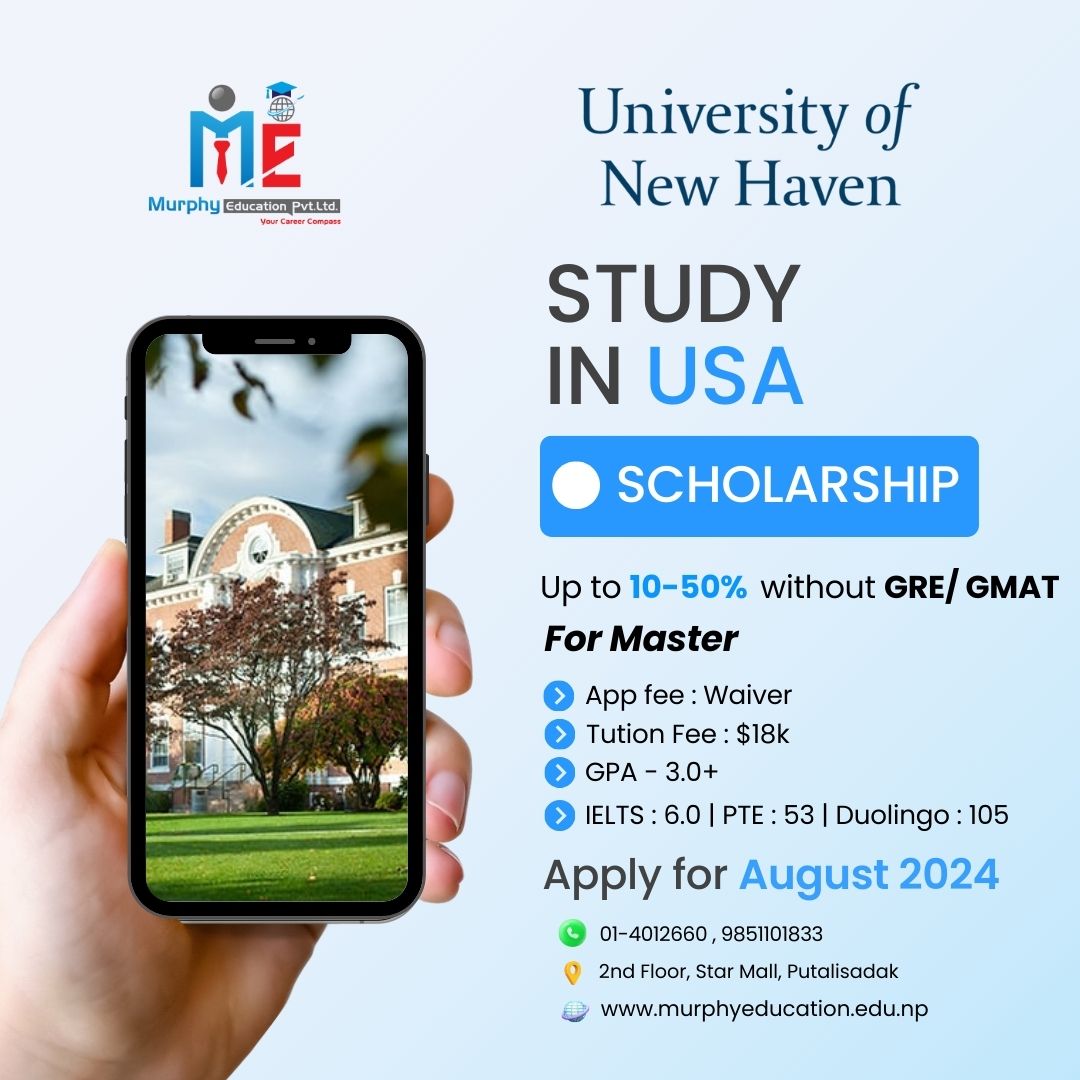 ME
Murphy Education Pvt.Ltd.
Your Career Compass
University of
New Haven
STUDY
IN USA
SCHOLARSHIP
Up to 10-50% without GRE/ GMAT
For Master
App fee : Waiver
Tution Fee : $18k
GPA - 3.0+
IELTS : 6.0 | PTE : 53 | Duolingo : 105
Apply for August 2024
01-4012660 , 9851101833
2nd Floor, Star Mall, Putalisadak
www.murphyeducation.edu.np